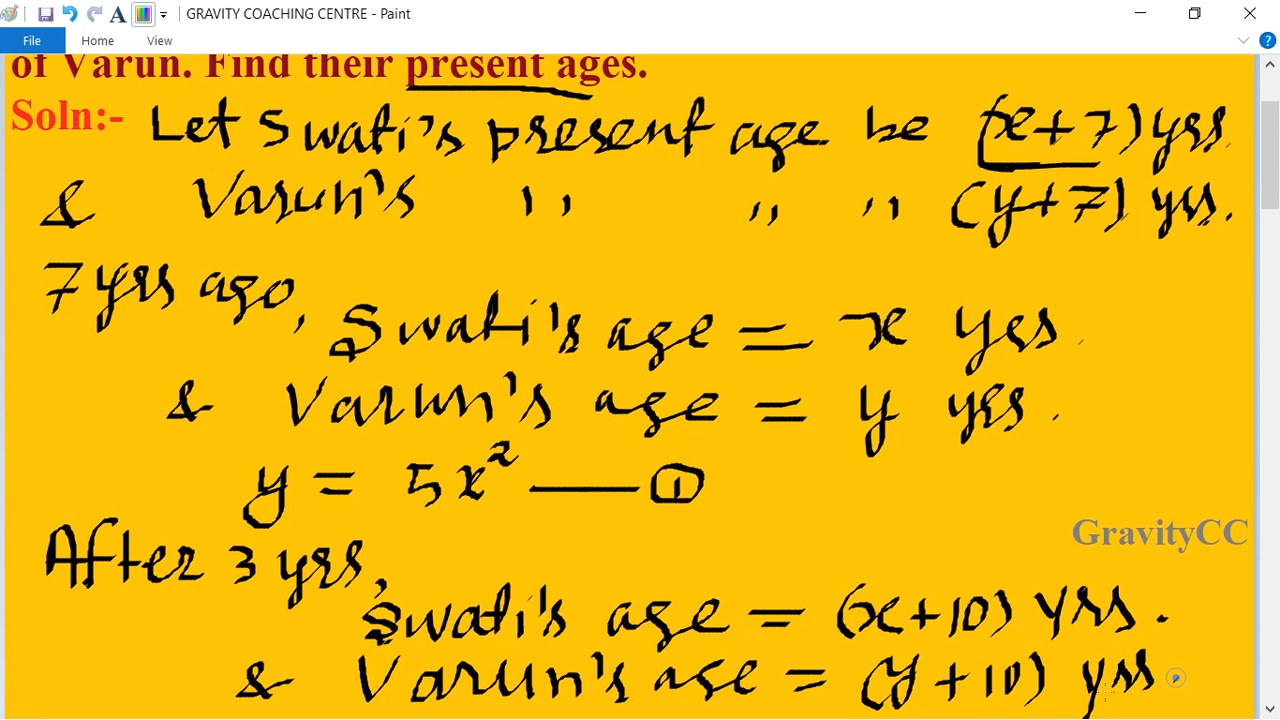 GRAVITY COACHING CENTRE - Paint
File Home View
of Varun. Find their present ages.
Soln:- Let Swati's present age be (x+7) yrs.
& Varun's " " " (y+7) yrs.
7 yrs ago,
Swati's age = x yrs.
& Varun's age = y yrs.
y = 5x² —— ①
After 3 yrs,
GravityCC
Swati's age = (x+10) yrs.
& Varun's age = (y+10) yrs